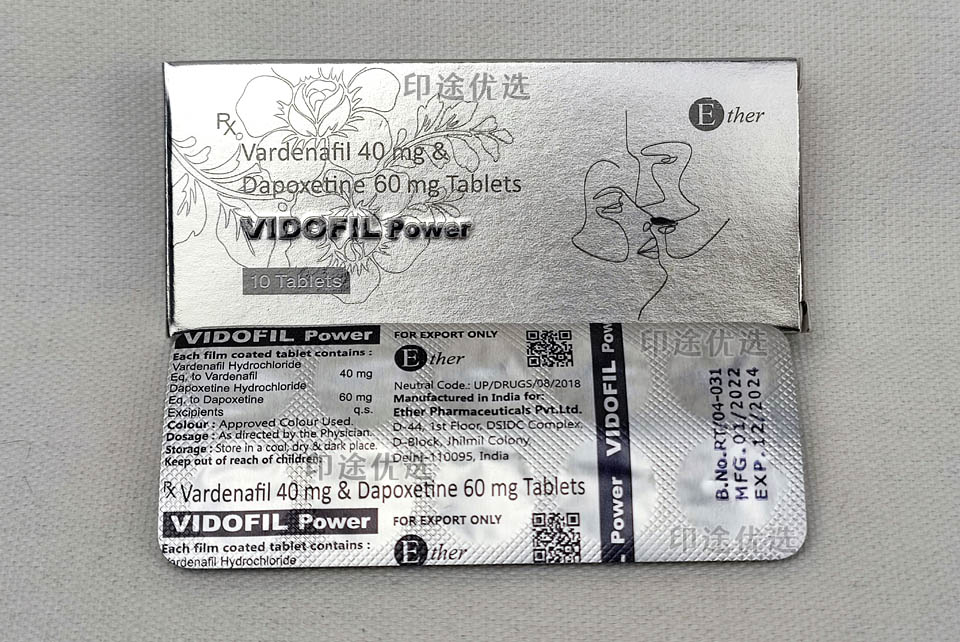 印途优选
Rx
Ether
Vardenafil 40 mg &
Dapoxetine 60 mg Tablets
VIDOFIL Power
10 Tablets
VIDOFIL Power
Each film coated tablet contains :
Vardenafil Hydrochloride
Eq. to Vardenafil 40 mg
Dapoxetine Hydrochloride
Eq. to Dapoxetine 60 mg
Excipients q.s.
Colour : Approved Colour Used.
Dosage : As directed by the Physician.
Storage : Store in a cool, dry & dark place.
Keep out of reach of children.
FOR EXPORT ONLY
Ether
Neutral Code.: UP/DRUGS/08/2018
Manufactured in India for:
Ether Pharmaceuticals Pvt.Ltd.
D-44, 1st Floor, DSIDC Complex,
D-Block, Jhilmil Colony,
Delhi-110095, India
印途优选
VIDOFIL Pow
Power
B.No.RT/04-031
MFG.01/2022
EXP.12/2024
印途优选
Rx Vardenafil 40 mg & Dapoxetine 60 mg Tablets
VIDOFIL Power
Each film coated tablet contains :
ardenafil Hydrochloride
FOR EXPORT ONLY
Ether
印途优选